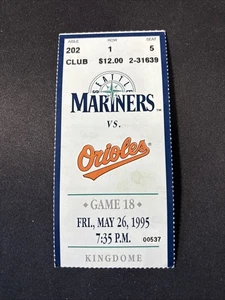 AISLE ROW SEAT
202 1 5
CLUB $12.00 2-31639
SEATTLE
MARINERS
VS.
Orioles
GAME 18
FRI., MAY 26, 1995
7:35 P.M. 00537
KINGDOME